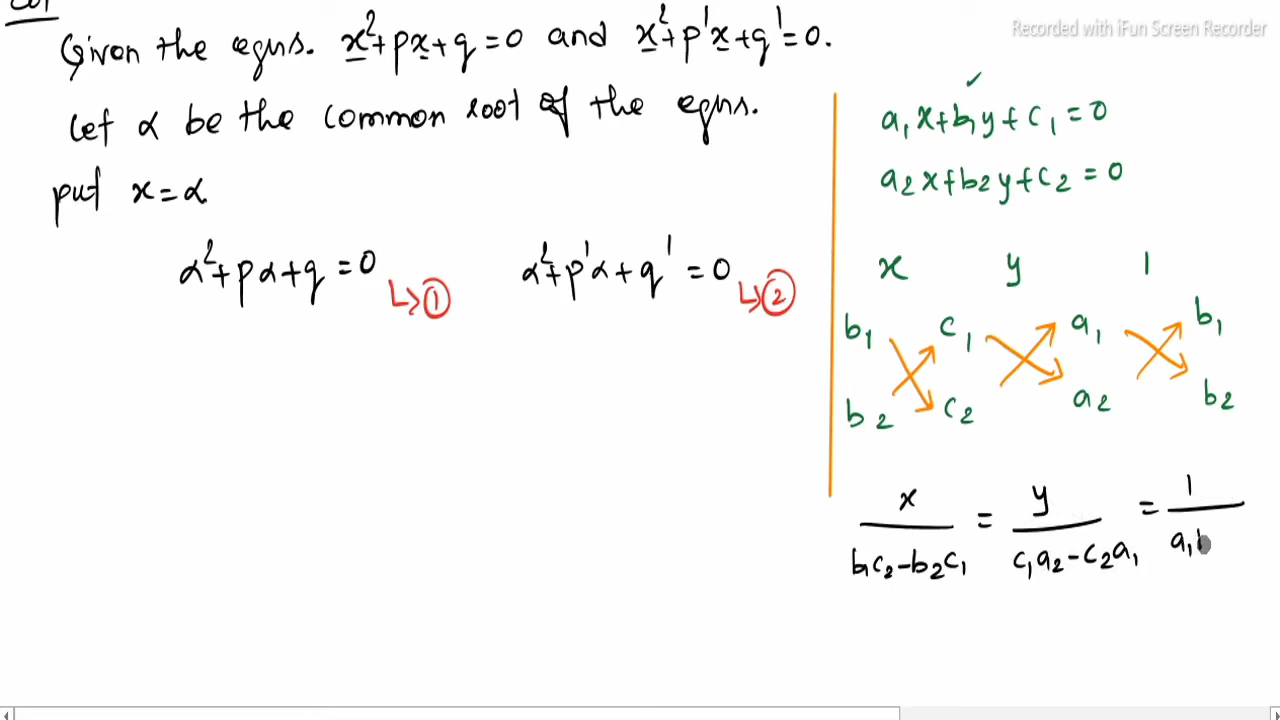 Sol
Given the eqns. x²+px+q=0 and x²+p'x+q'=0.
Let α be the common root of the eqns.
put x=α
α²+pα+q=0 ↳①
α²+p'α+q'=0 ↳②
Recorded with iFun Screen Recorder
✓
a₁x+b₁y+c₁=0
a₂x+b₂y+c₂=0
x y 1
b₁ c₁ a₁ b₁
b₂ c₂ a₂ b₂
x/(b₁c₂-b₂c₁) = y/(c₁a₂-c₂a₁) = 1/a₁